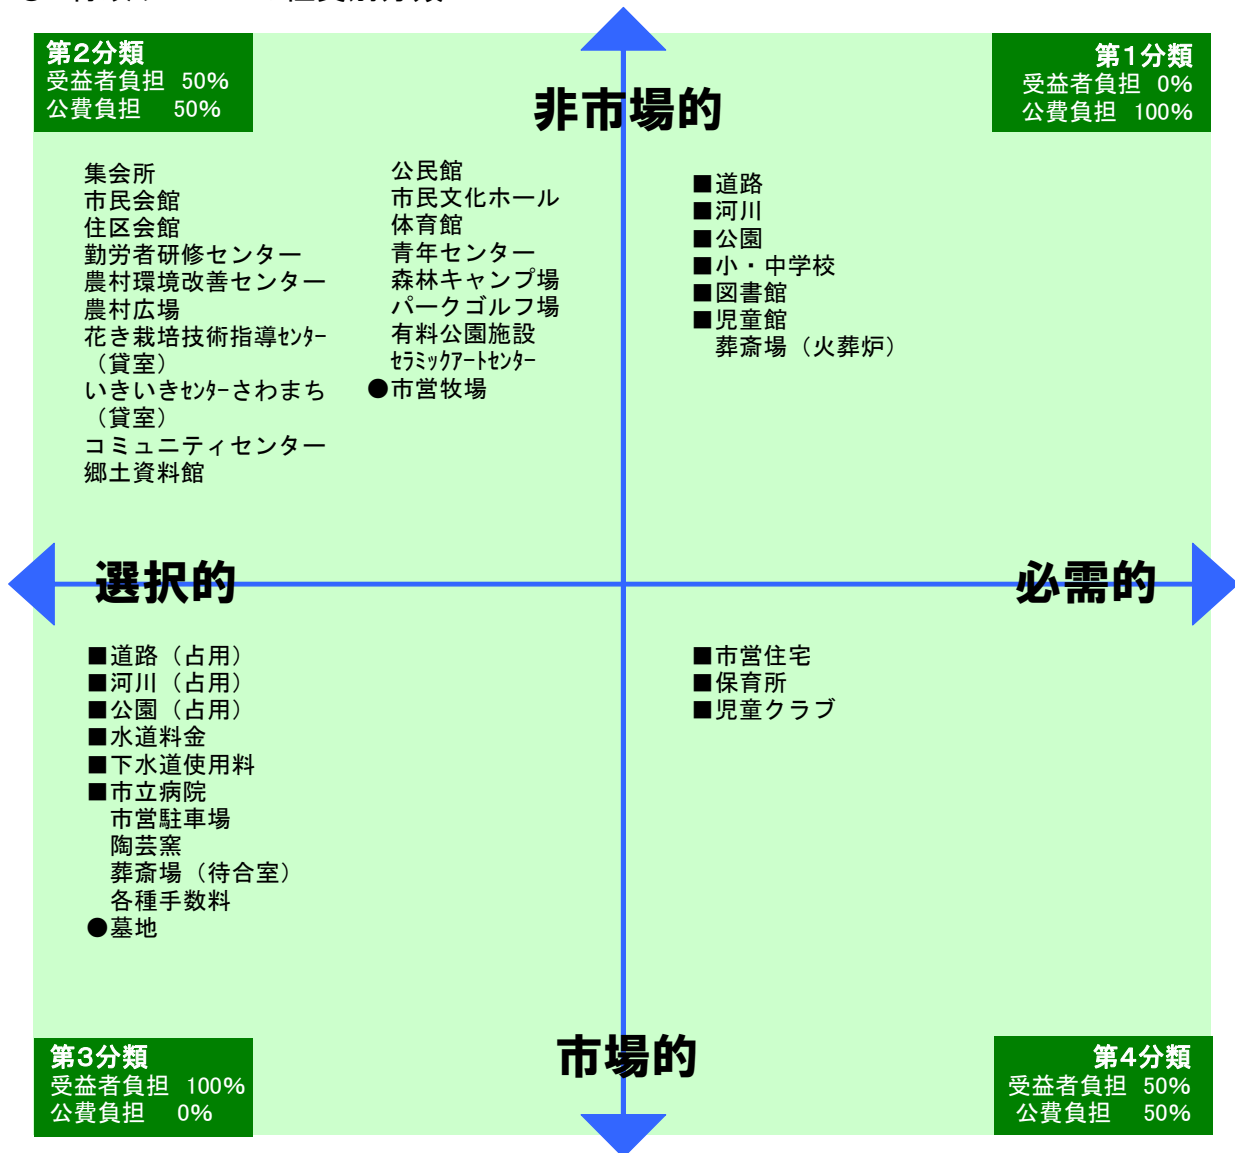 第2分類
受益者負担 50%
公費負担 50%
第1分類
受益者負担 0%
公費負担 100%
非市場的
集会所
市民会館
住区会館
勤労者研修センター
農村環境改善センター
農村広場
花き栽培技術指導ｾﾝﾀｰ
（貸室）
いきいきｾﾝﾀｰさわまち
（貸室）
コミュニティセンター
郷土資料館
公民館
市民文化ホール
体育館
青年センター
森林キャンプ場
パークゴルフ場
有料公園施設
ｾﾗﾐｯｸｱｰﾄｾﾝﾀｰ
●市営牧場
■道路
■河川
■公園
■小・中学校
■図書館
■児童館
葬斎場（火葬炉）
選択的
必需的
■道路（占用）
■河川（占用）
■公園（占用）
■水道料金
■下水道使用料
■市立病院
市営駐車場
陶芸窯
葬斎場（待合室）
各種手数料
●墓地
■市営住宅
■保育所
■児童クラブ
市場的
第3分類
受益者負担 100%
公費負担 0%
第4分類
受益者負担 50%
公費負担 50%